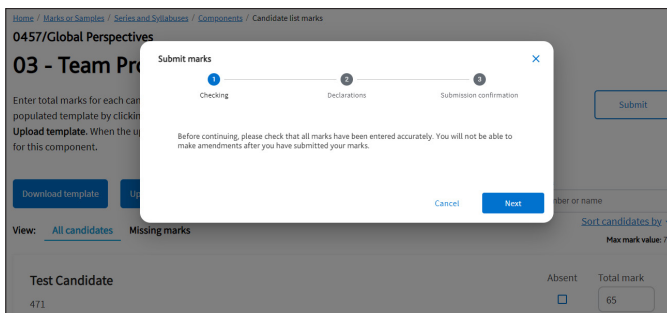 Home / Marks or Samples / Series and Syllabuses / Components / Candidate list marks
0457/Global Perspectives
03 - Team
Submit marks
1
2
3
Checking
Declarations
Submission confirmation
Enter total marks for each
populated template by
Upload template. When the
for this component.
Submit
Before continuing, please check that all marks have been entered accurately. You will not be able to
make amendments after you have submitted your marks.
Cancel
Next
Download template
or name
Sort candidates by
View:
All candidates
Missing marks
Max mark value:
Test Candidate
Absent
Total mark
471
65